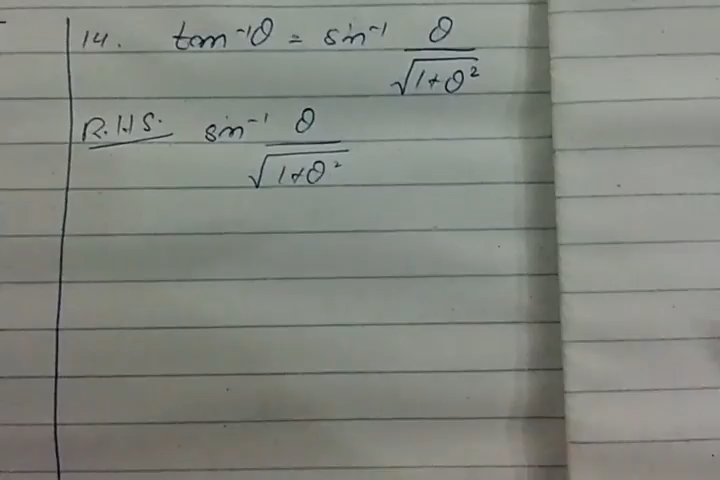 14. tan⁻¹θ = sin⁻¹ θ/√(1+θ²)
R.H.S. sin⁻¹ θ/√(1+θ²)